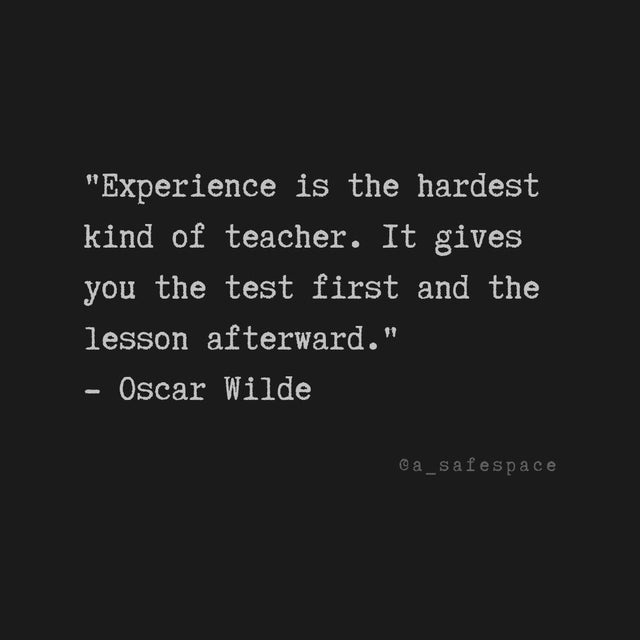 "Experience is the hardest
kind of teacher. It gives
you the test first and the
lesson afterward."
- Oscar Wilde
@a_safespace